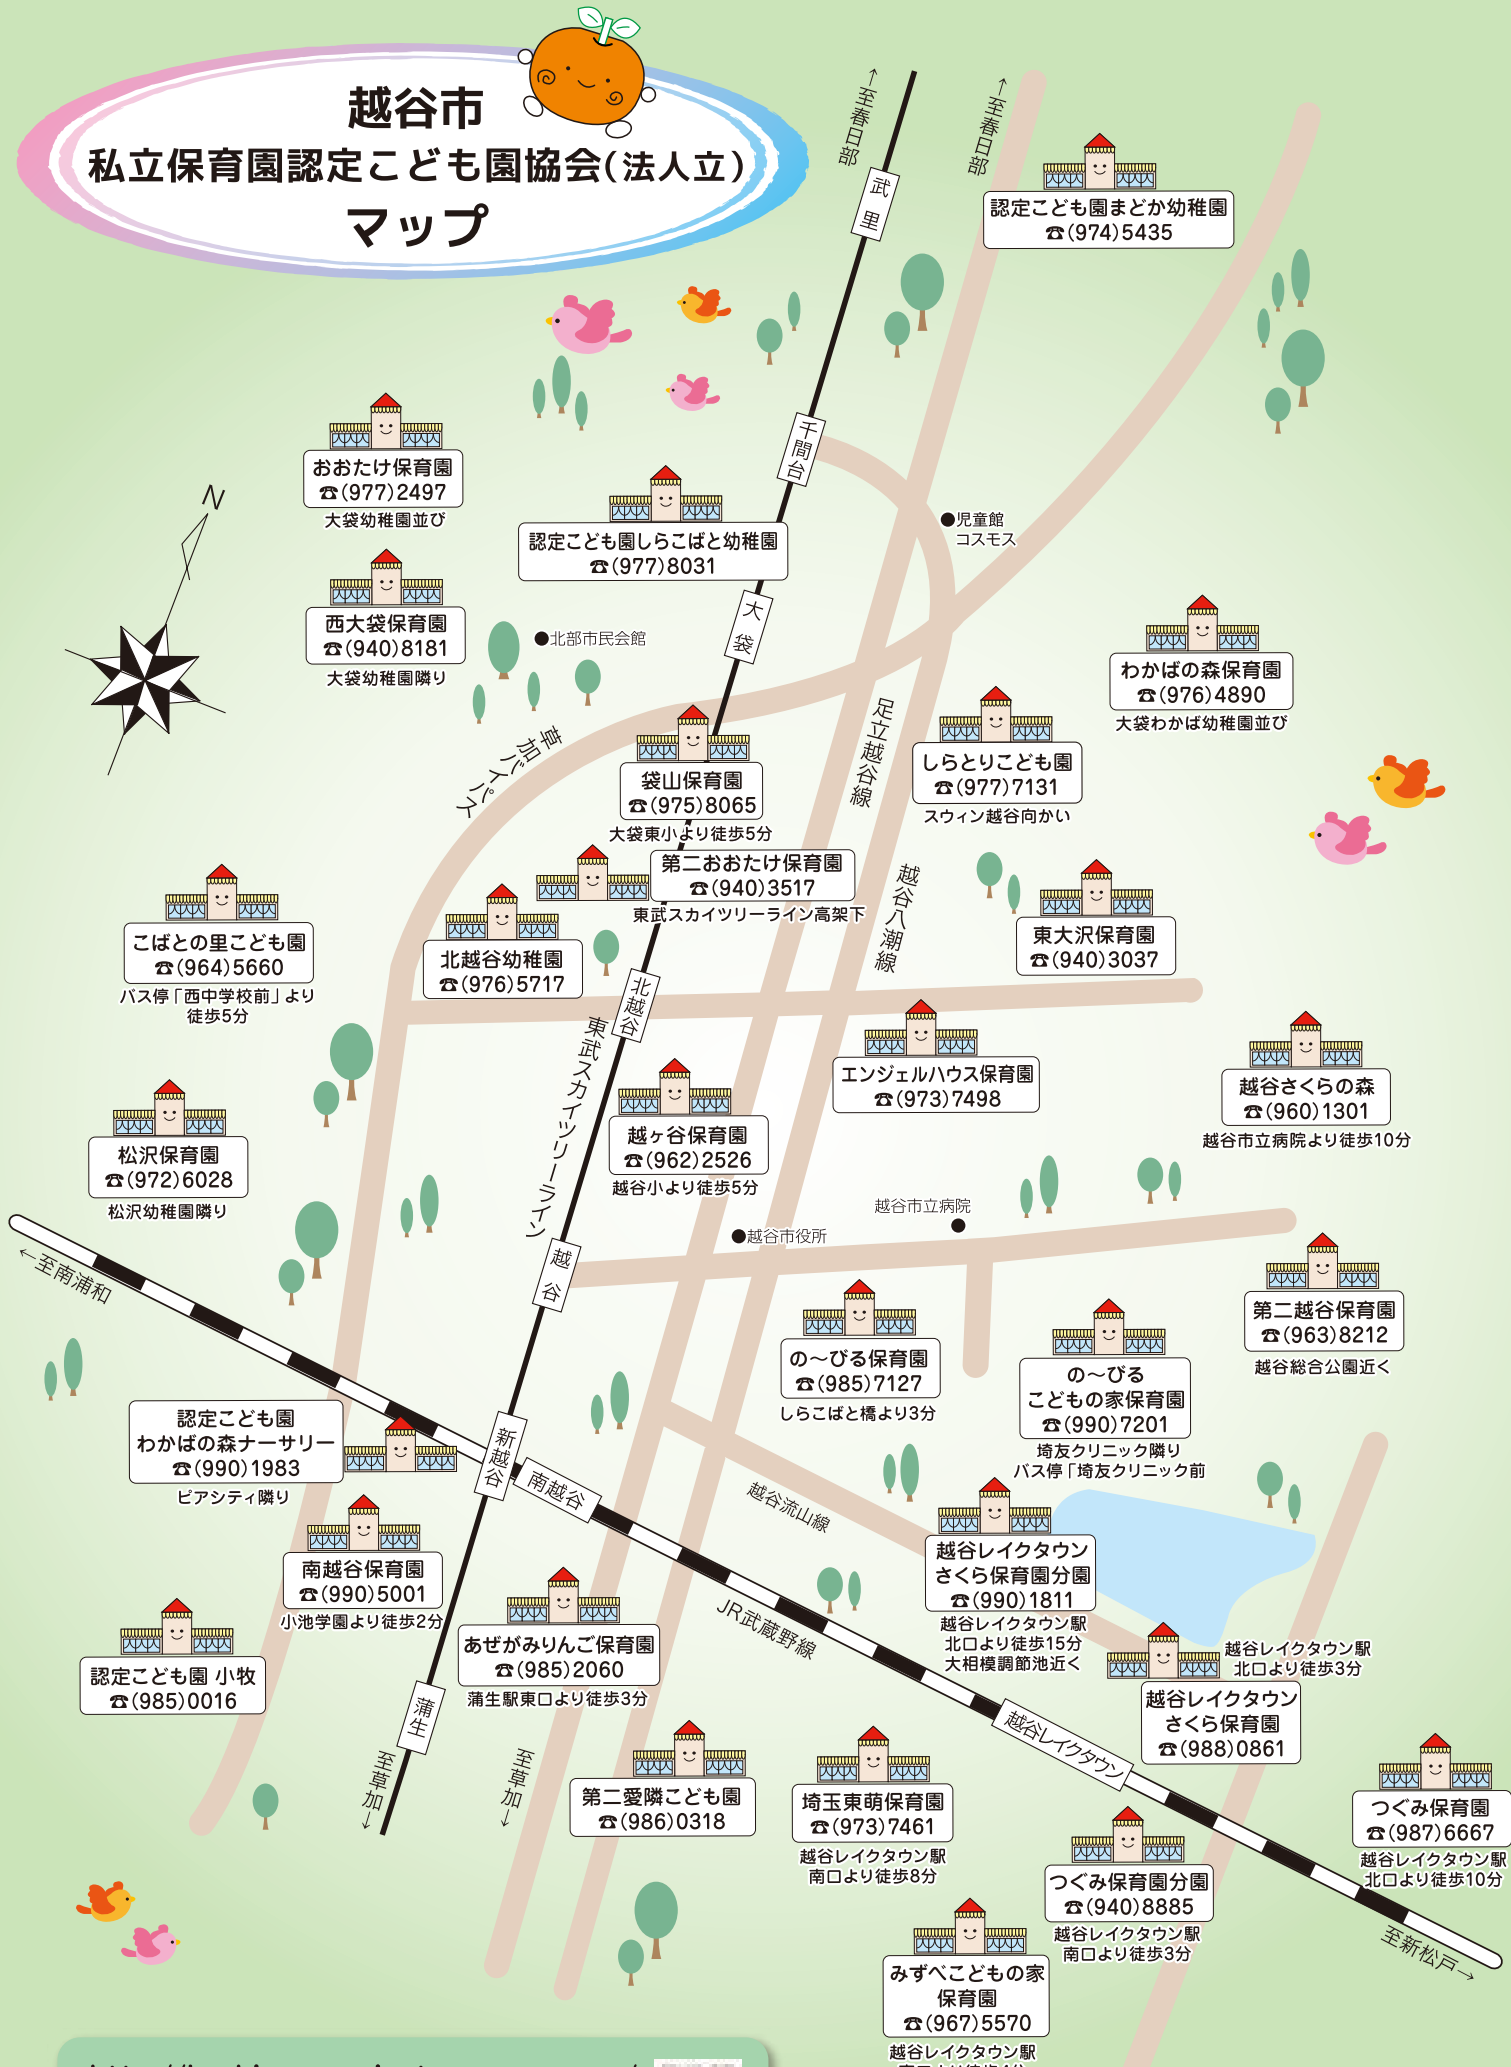 越谷市
私立保育園認定こども園協会(法人立)
マップ
←至春日部
←至春日部
武里
認定こども園まどか幼稚園
☎(974)5435
千間台
おおたけ保育園
☎(977)2497
大袋幼稚園並び
N
認定こども園しらこばと幼稚園
☎(977)8031
●児童館
コスモス
西大袋保育園
☎(940)8181
大袋幼稚園隣り
●北部市民会館
大袋
わかばの森保育園
☎(976)4890
大袋わかば幼稚園並び
草加バイパス
足立越谷線
袋山保育園
☎(975)8065
大袋東小より徒歩5分
しらとりこども園
☎(977)7131
スウィン越谷向かい
第二おおたけ保育園
☎(940)3517
東武スカイツリーライン高架下
越谷八潮線
こばとの里こども園
☎(964)5660
バス停「西中学校前」より
徒歩5分
北越谷幼稚園
☎(976)5717
東大沢保育園
☎(940)3037
北越谷
東武スカイツリーライン
エンジェルハウス保育園
☎(973)7498
越谷さくらの森
☎(960)1301
越谷市立病院より徒歩10分
松沢保育園
☎(972)6028
松沢幼稚園隣り
越ヶ谷保育園
☎(962)2526
越谷小より徒歩5分
越谷市立病院
●越谷市役所
越谷
←至南浦和
第二越谷保育園
☎(963)8212
越谷総合公園近く
の〜びる保育園
☎(985)7127
しらこばと橋より3分
の〜びる
こどもの家保育園
☎(990)7201
埼友クリニック隣り
バス停「埼友クリニック前
認定こども園
わかばの森ナーサリー
☎(990)1983
ピアシティ隣り
新越谷
南越谷
越谷流山線
南越谷保育園
☎(990)5001
小池学園より徒歩2分
越谷レイクタウン
さくら保育園分園
☎(990)1811
越谷レイクタウン駅
北口より徒歩15分
大相模調節池近く
JR武蔵野線
認定こども園 小牧
☎(985)0016
あぜがみりんご保育園
☎(985)2060
蒲生駅東口より徒歩3分
越谷レイクタウン駅
北口より徒歩3分
越谷レイクタウン
さくら保育園
☎(988)0861
蒲生
越谷レイクタウン
至草加→
至草加→
第二愛隣こども園
☎(986)0318
埼玉東萌保育園
☎(973)7461
越谷レイクタウン駅
南口より徒歩8分
つぐみ保育園
☎(987)6667
越谷レイクタウン駅
北口より徒歩10分
つぐみ保育園分園
☎(940)8885
越谷レイクタウン駅
南口より徒歩3分
至新松戸→
みずべこどもの家
保育園
☎(967)5570
越谷レイクタウン駅